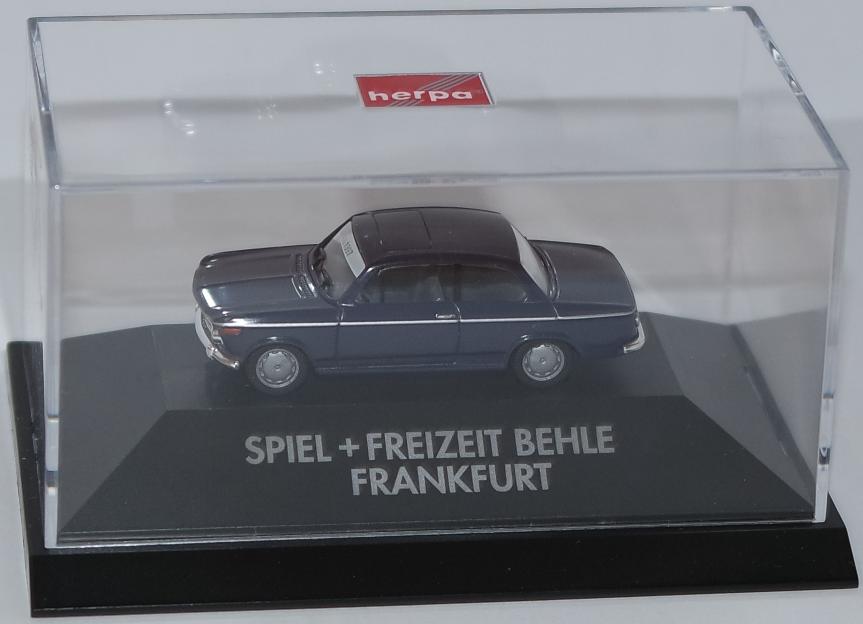 herpa
SPIEL + FREIZEIT BEHLE
FRANKFURT